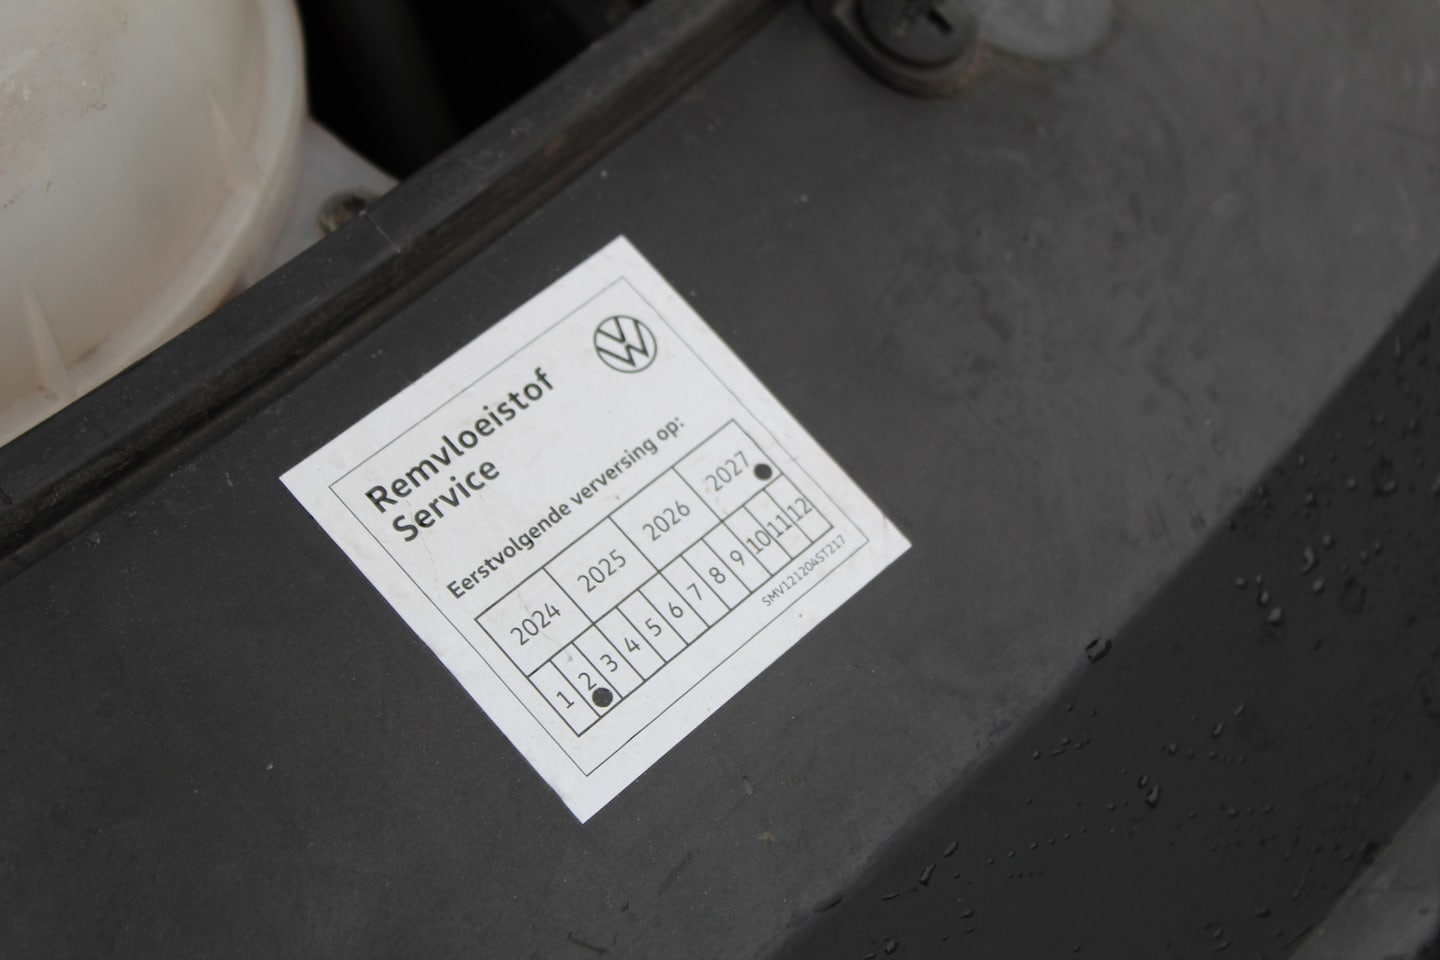 Remvloeistof
Service
Eerstvolgende verversing op:
2024 2025 2026 2027
1 2 3 4 5 6 7 8 9 10 11 12
SMV121204ST217